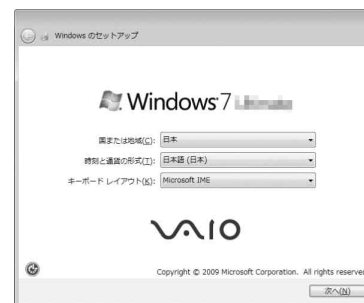 Windows のセットアップ
Windows 7
国または地域(C): 日本
時刻と通貨の形式(T): 日本語 (日本)
キーボード レイアウト(K): Microsoft IME
VAIO
Copyright © 2009 Microsoft Corporation. All rights reserve
次へ(N)